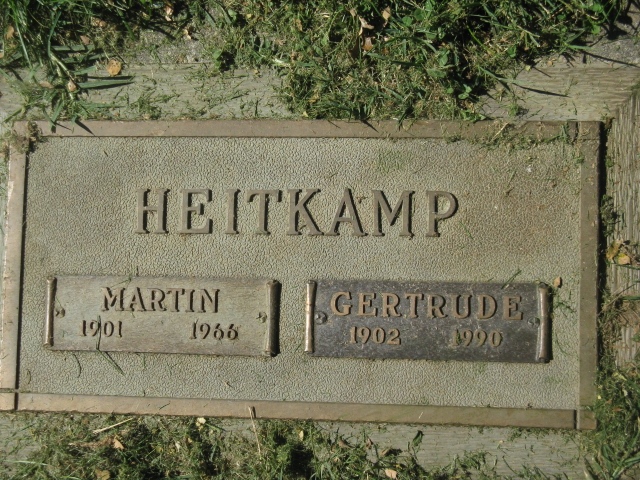 HEITKAMP
MARTIN
1901 1966
GERTRUDE
1902 1990